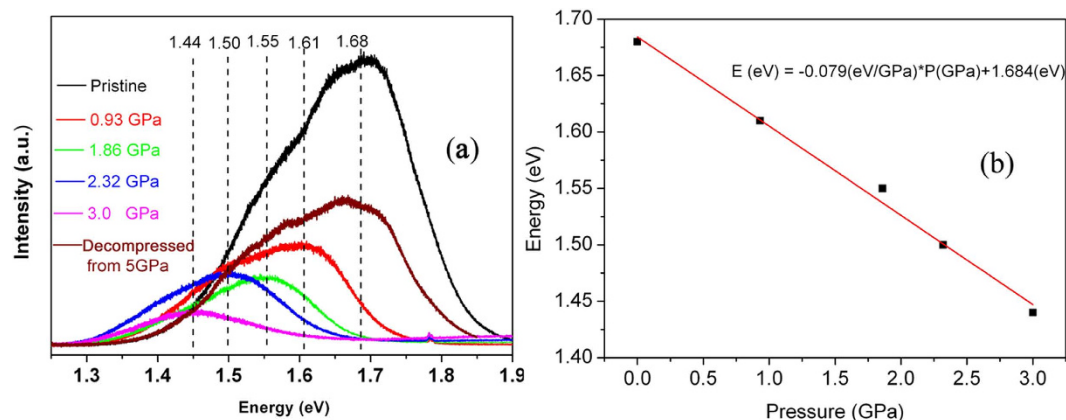 1.44 1.50 1.55 1.61 1.68
Pristine
0.93 GPa
1.86 GPa
2.32 GPa
3.0 GPa
Decompressed
from 5GPa
(a)
Intensity (a.u.)
1.3 1.4 1.5 1.6 1.7 1.8 1.9
Energy (eV)
1.70
1.65
1.60
1.55
1.50
1.45
1.40
Energy (eV)
E (eV) = -0.079(eV/GPa)*P(GPa)+1.684(eV)
(b)
0.0 0.5 1.0 1.5 2.0 2.5 3.0
Pressure (GPa)